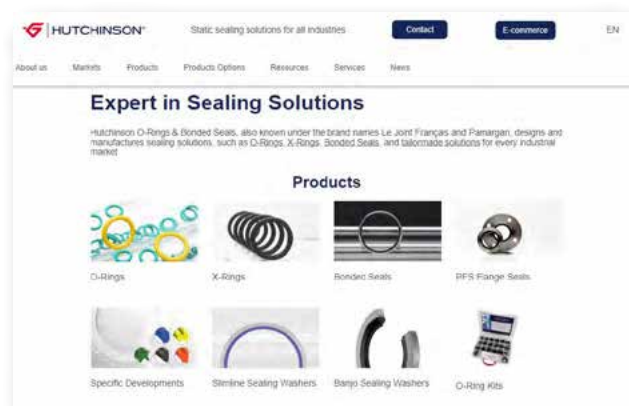 HUTCHINSON
Static sealing solutions for all industries
Contact
E-commerce
EN
About us Markets Products Products Options Resources Services News
Expert in Sealing Solutions
Hutchinson O-Rings & Bonded Seals, also known under the brand names Le Joint Français and Pamargan, designs and
manufactures sealing solutions, such as O-Rings, X-Rings, Bonded Seals, and tailormade solutions for every industrial
market
Products
O-Rings
X-Rings
Bonded Seals
PFS Flange Seals
Specific Developments
Slimline Sealing Washers
Banjo Sealing Washers
O-Ring Kits